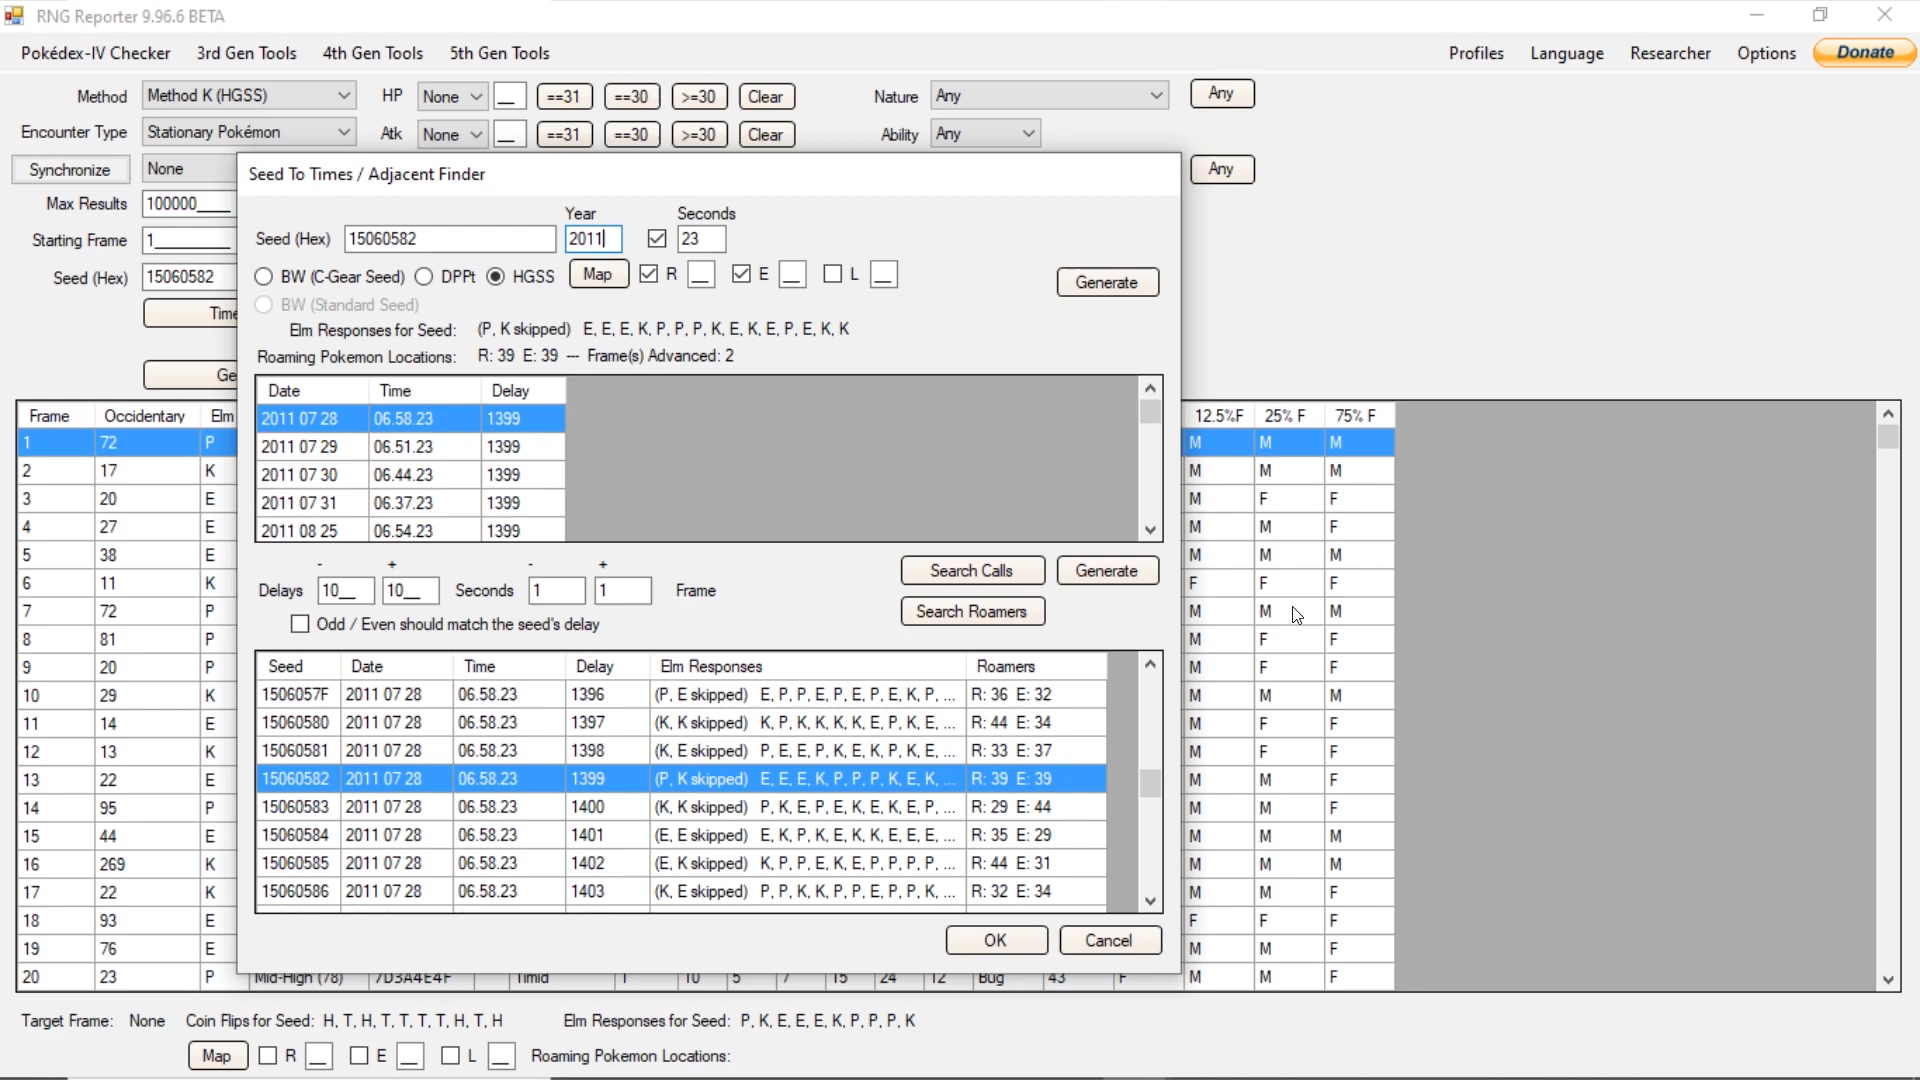 RNG Reporter 9.96.6 BETA
Pokédex-IV Checker 3rd Gen Tools 4th Gen Tools 5th Gen Tools Profiles Language Researcher Options Donate
Method Method K (HGSS) HP None __ ==31 ==30 >=30 Clear Nature Any Any
Encounter Type Stationary Pokémon Atk None __ ==31 ==30 >=30 Clear Ability Any
Synchronize None Any
Max Results 100000____
Starting Frame 1_________
Seed (Hex) 15060582
Time
Ge
Seed To Times / Adjacent Finder
Year Seconds
Seed (Hex) 15060582 2011 23
BW (C-Gear Seed) DPPt HGSS Map R __ E __ L __ Generate
BW (Standard Seed)
Elm Responses for Seed: (P, K skipped) E, E, E, K, P, P, P, K, E, K, E, P, E, K, K
Roaming Pokemon Locations: R: 39 E: 39 --- Frame(s) Advanced: 2
Date Time Delay
2011 07 28 06.58.23 1399
2011 07 29 06.51.23 1399
2011 07 30 06.44.23 1399
2011 07 31 06.37.23 1399
2011 08 25 06.54.23 1399
- + - +
Delays 10__ 10__ Seconds 1 1 Frame Search Calls Generate
Search Roamers
Odd / Even should match the seed's delay
Seed Date Time Delay Elm Responses Roamers
1506057F 2011 07 28 06.58.23 1396 (P, E skipped) E, P, P, E, P, E, P, E, K, P, ... R: 36 E: 32
15060580 2011 07 28 06.58.23 1397 (K, K skipped) K, P, K, K, K, K, E, P, K, E, ... R: 44 E: 34
15060581 2011 07 28 06.58.23 1398 (K, E skipped) P, E, E, P, K, E, K, P, K, E, ... R: 33 E: 37
15060582 2011 07 28 06.58.23 1399 (P, K skipped) E, E, E, K, P, P, P, K, E, K, ... R: 39 E: 39
15060583 2011 07 28 06.58.23 1400 (K, K skipped) P, K, E, P, E, K, E, K, E, P, ... R: 29 E: 44
15060584 2011 07 28 06.58.23 1401 (E, E skipped) E, K, P, K, E, K, K, E, E, E, ... R: 35 E: 29
15060585 2011 07 28 06.58.23 1402 (E, K skipped) K, P, P, E, K, E, P, P, P, P, ... R: 44 E: 31
15060586 2011 07 28 06.58.23 1403 (K, E skipped) P, P, K, K, P, P, E, P, P, K, ... R: 32 E: 34
OK Cancel
Frame Occidentary Elm 12.5%F 25% F 75% F
1 72 P M M M
2 17 K M M M
3 20 E M F F
4 27 E M M F
5 38 E M M M
6 11 K F F F
7 72 P M M M
8 81 P M F F
9 20 P M F F
10 29 K M M M
11 14 E M F F
12 13 K M F F
13 22 E M M F
14 95 P M M F
15 44 E M M M
16 269 K M M M
17 22 K M M F
18 93 E F F F
19 76 E M M M
20 23 P Mid-High (78) 7D3A4E4F Timid 1 10 5 7 15 24 12 Bug 43 F M M F
Target Frame: None Coin Flips for Seed: H, T, H, T, T, T, T, H, T, H Elm Responses for Seed: P, K, E, E, E, K, P, P, P, K
Map R __ E __ L __ Roaming Pokemon Locations: